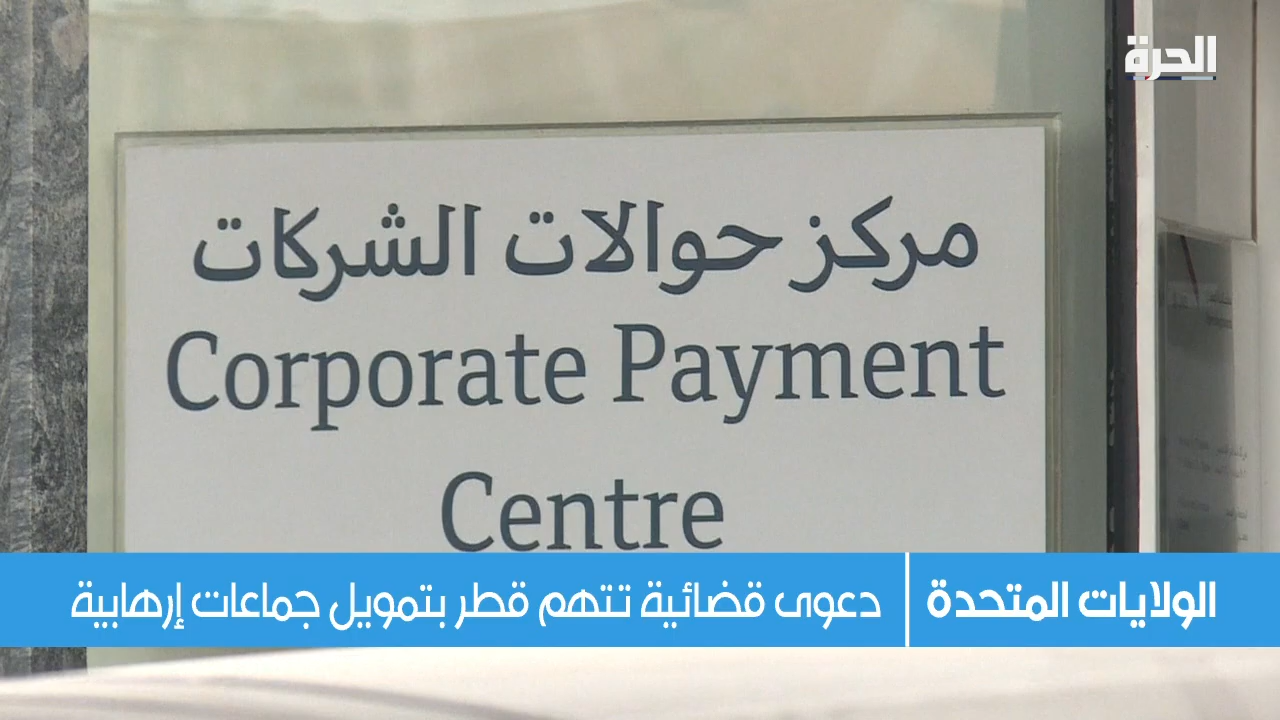 الحرة
مركز حوالات الشركات
Corporate Payment
Centre
الولايات المتحدة
دعوى قضائية تتهم قطر بتمويل جماعات إرهابية